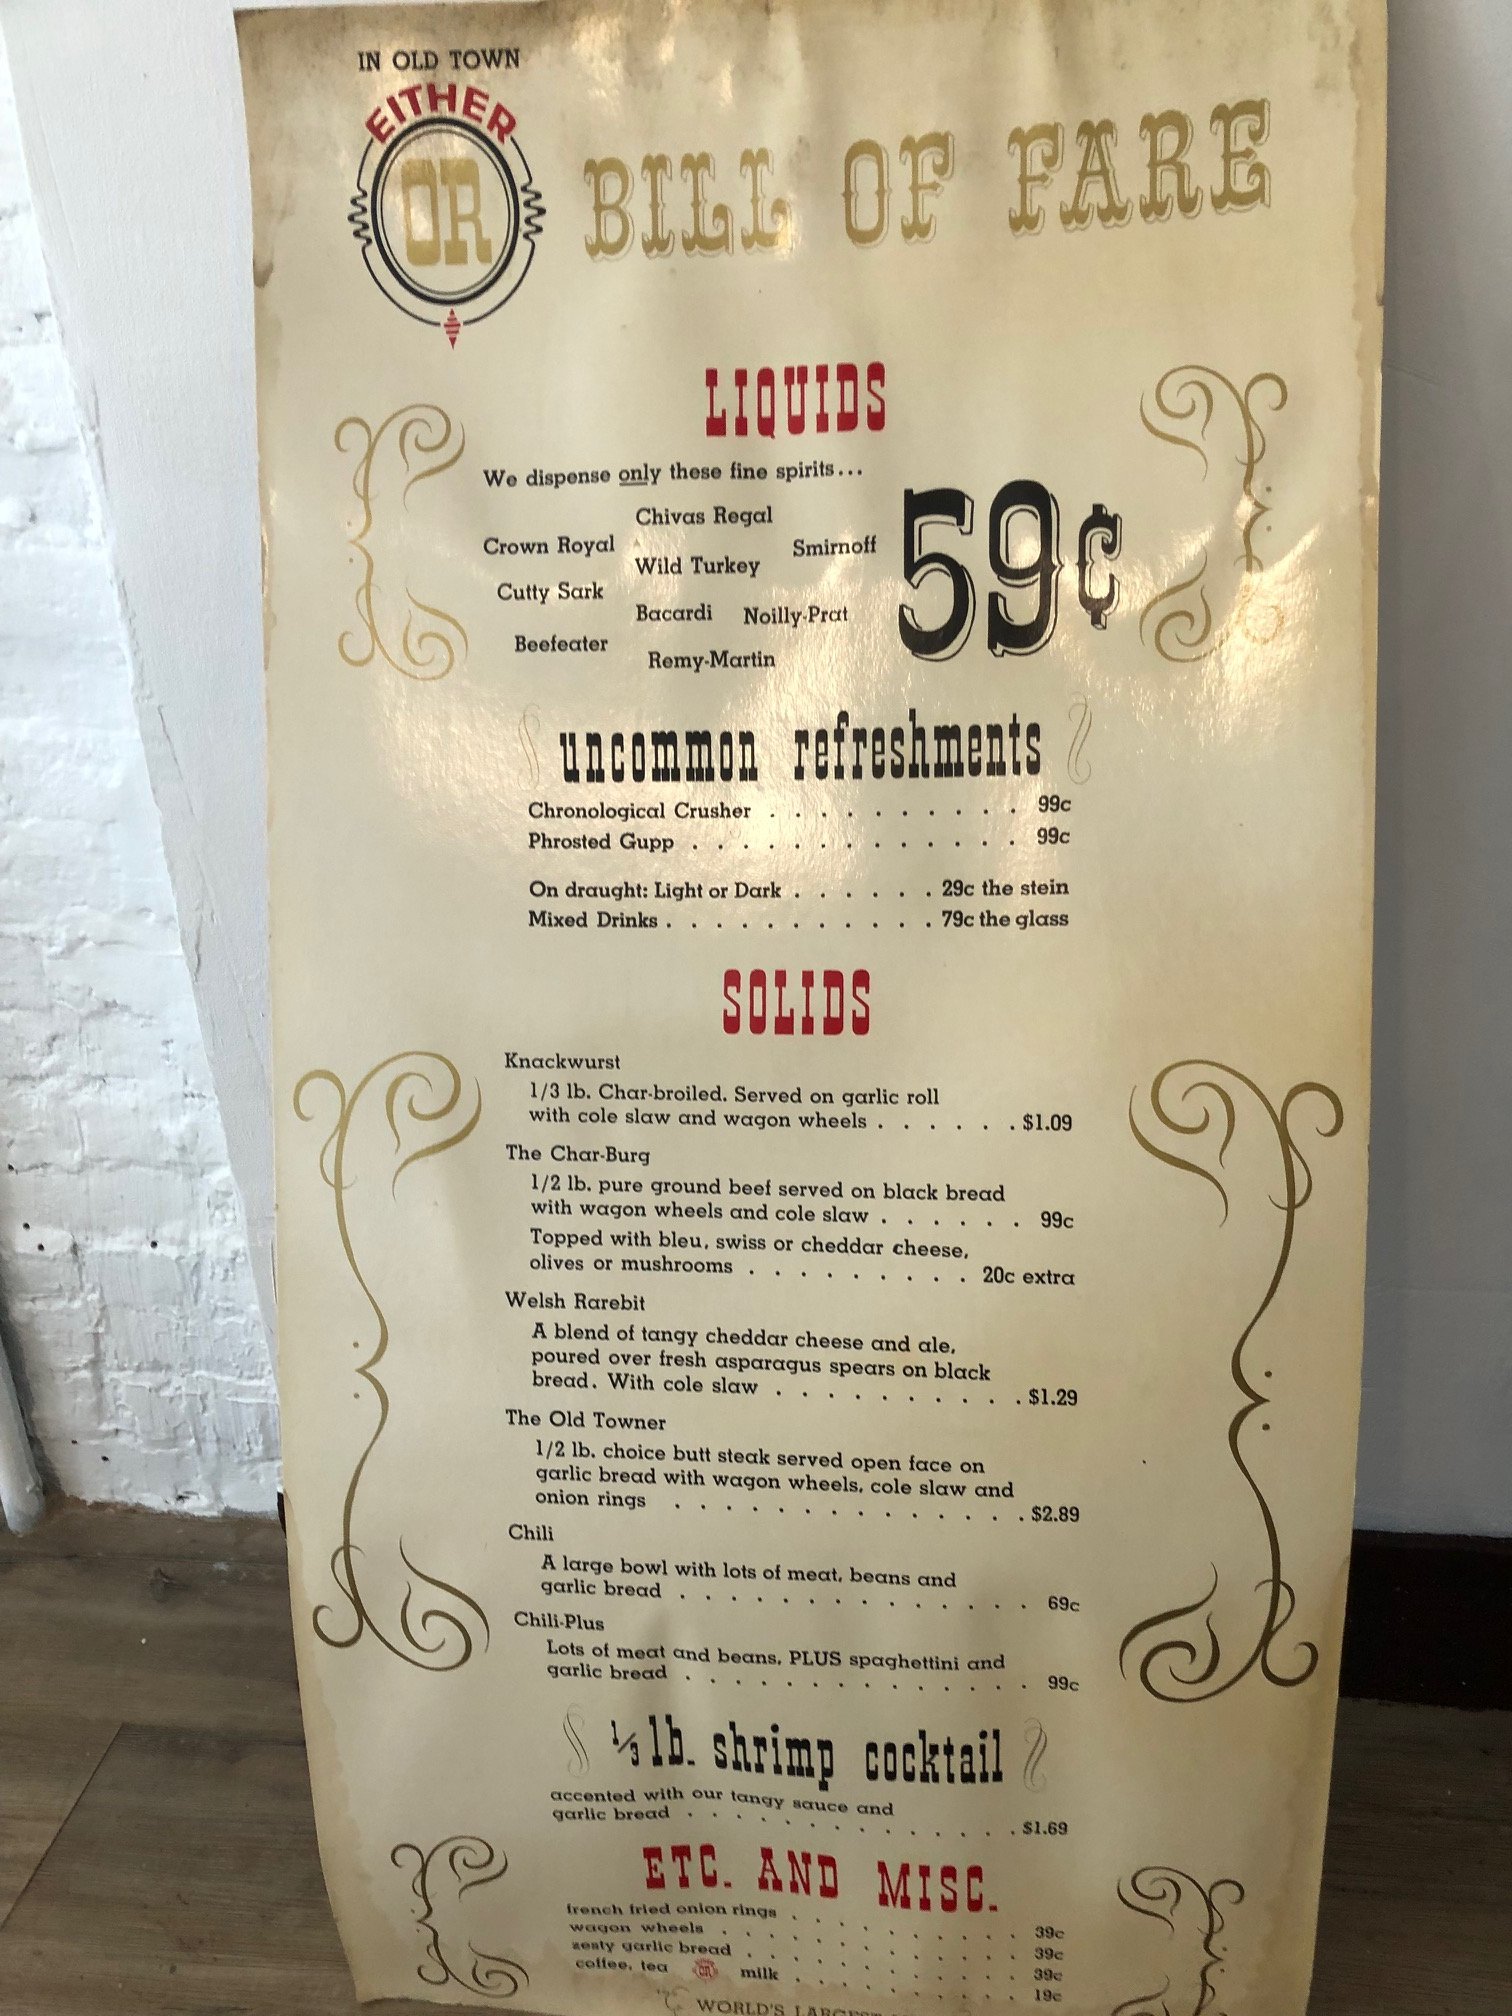 IN OLD TOWN
EITHER
OR
BILL OF FARE
LIQUIDS
We dispense only these fine spirits...
Chivas Regal
Crown Royal
Smirnoff
Wild Turkey
Cutty Sark
Bacardi
Noilly-Prat
Beefeater
Remy-Martin
59¢
uncommon refreshments
Chronological Crusher . . . . . . . . . . 99c
Phrosted Gupp . . . . . . . . . . . . . 99c
On draught: Light or Dark . . . . . . 29c the stein
Mixed Drinks . . . . . . . . . . . 79c the glass
SOLIDS
Knackwurst
1/3 lb. Char-broiled. Served on garlic roll
with cole slaw and wagon wheels . . . . . . $1.09
The Char-Burg
1/2 lb. pure ground beef served on black bread
with wagon wheels and cole slaw . . . . . . 99c
Topped with bleu, swiss or cheddar cheese,
olives or mushrooms . . . . . . . . . 20c extra
Welsh Rarebit
A blend of tangy cheddar cheese and ale,
poured over fresh asparagus spears on black
bread. With cole slaw . . . . . . . . . . $1.29
The Old Towner
1/2 lb. choice butt steak served open face on
garlic bread with wagon wheels, cole slaw and
onion rings . . . . . . . . . . . . . . $2.89
Chili
A large bowl with lots of meat, beans and
garlic bread . . . . . . . . . . . . . . 69c
Chili-Plus
Lots of meat and beans, PLUS spaghettini and
garlic bread . . . . . . . . . . . . . . 99c
1/3 lb. shrimp cocktail
accented with our tangy sauce and
garlic bread . . . . . . . . . . . . . $1.69
ETC. AND MISC.
french fried onion rings . . . . . . . . . 39c
wagon wheels . . . . . . . . . . . . 39c
zesty garlic bread . . . . . . . . . . . 39c
coffee, tea OR milk . . . . . . . . . 19c
WORLD'S LARGEST